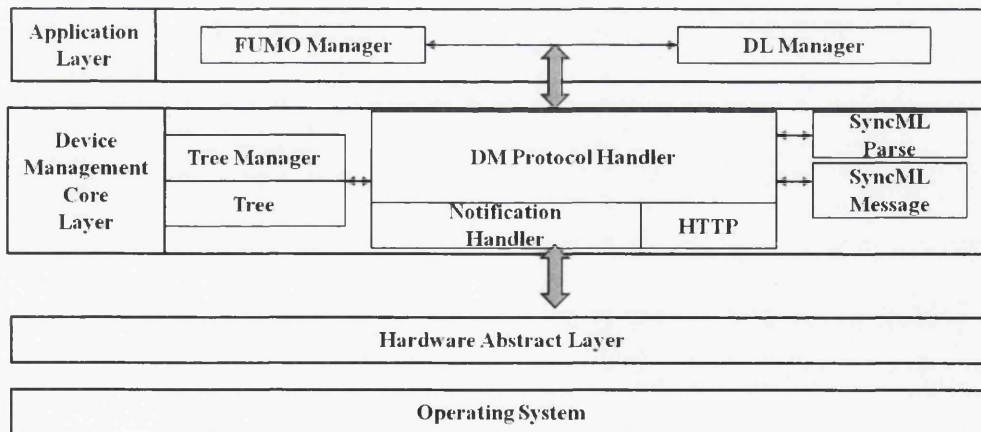 Application
Layer
FUMO Manager
DL Manager
Device
Management
Core
Layer
Tree Manager
Tree
DM Protocol Handler
Notification
Handler
HTTP
SyncML
Parse
SyncML
Message
Hardware Abstract Layer
Operating System